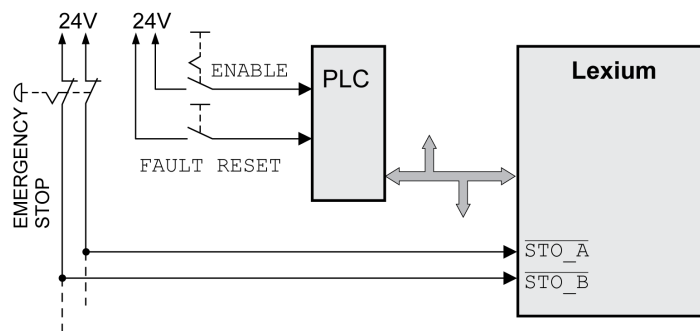 24V 24V
ENABLE
PLC
Lexium
EMERGENCY
STOP
FAULT RESET
STO_A
STO_B